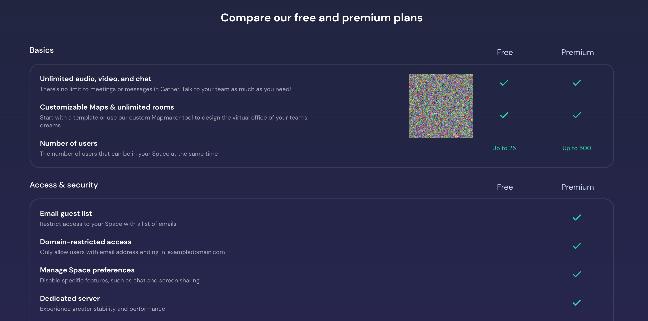 Compare our free and premium plans
Basics
Free
Premium
Unlimited audio, video, and chat
There's no limit to meetings or messages in Gather. Talk to your team as much as you need!
Customizable Maps & unlimited rooms
Start with a template or use our custom Mapmaker tool to design the virtual office of your team's
dreams
Number of users
The number of users that can be in your Space at the same time
Up to 25
Up to 500
Access & security
Free
Premium
Email guest list
Restrict access to your Space with a list of emails
Domain-restricted access
Only allow users with email address ending in exampledomain.com
Manage Space preferences
Disable specific features, such as chat and screen sharing
Dedicated server
Experience greater stability and performance